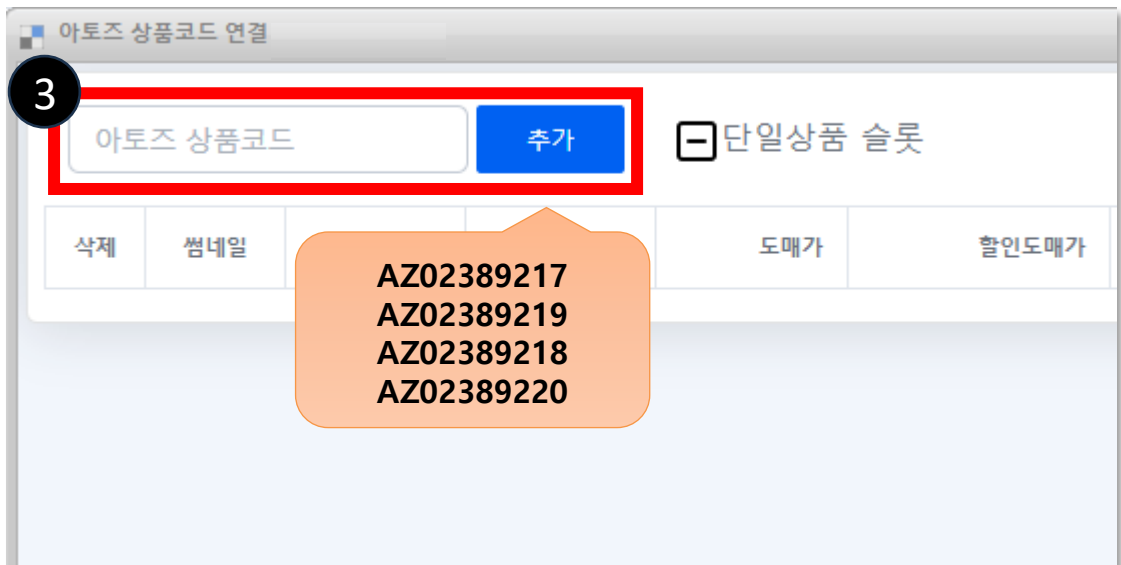 아토즈 상품코드 연결
3
아토즈 상품코드 추가 단일상품 슬롯
삭제 썸네일 도매가 할인도매가
AZ02389217
AZ02389219
AZ02389218
AZ02389220